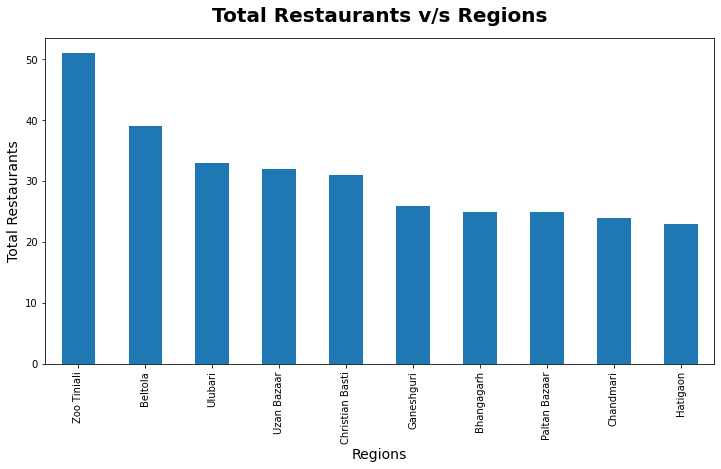 Total Restaurants v/s Regions
Total Restaurants
50
40
30
20
10
0
Zoo Tiniali
Beltola
Ulubari
Uzan Bazaar
Christian Basti
Ganeshguri
Bhangagarh
Paltan Bazaar
Chandmari
Hatigaon
Regions